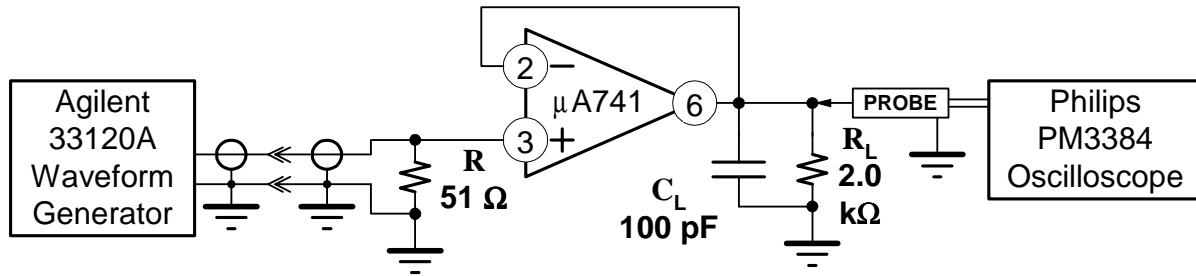 Agilent
33120A
Waveform
Generator
R
51 Ω
2
−
3
+
μA741
6
C_L
100 pF
R_L
2.0
kΩ
PROBE
Philips
PM3384
Oscilloscope